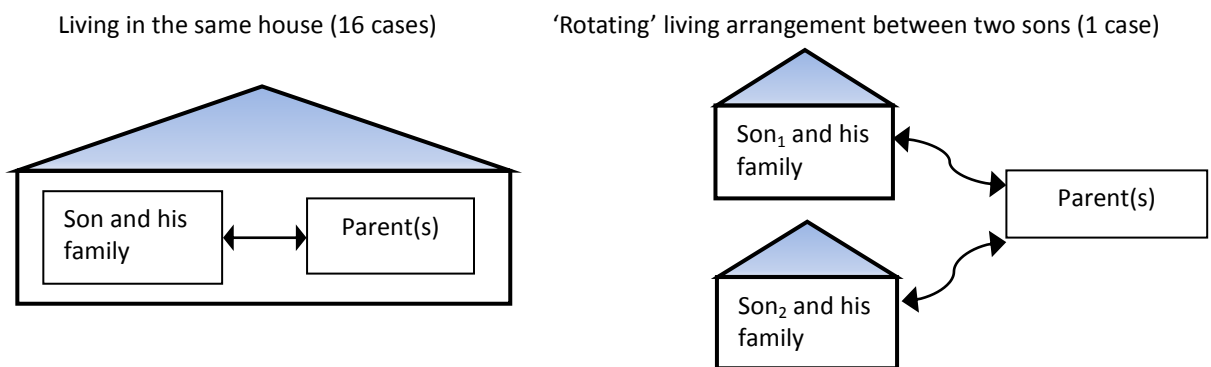 Living in the same house (16 cases)
‘Rotating’ living arrangement between two sons (1 case)
Son and his
family
Parent(s)
Son₁ and his
family
Parent(s)
Son₂ and his
family